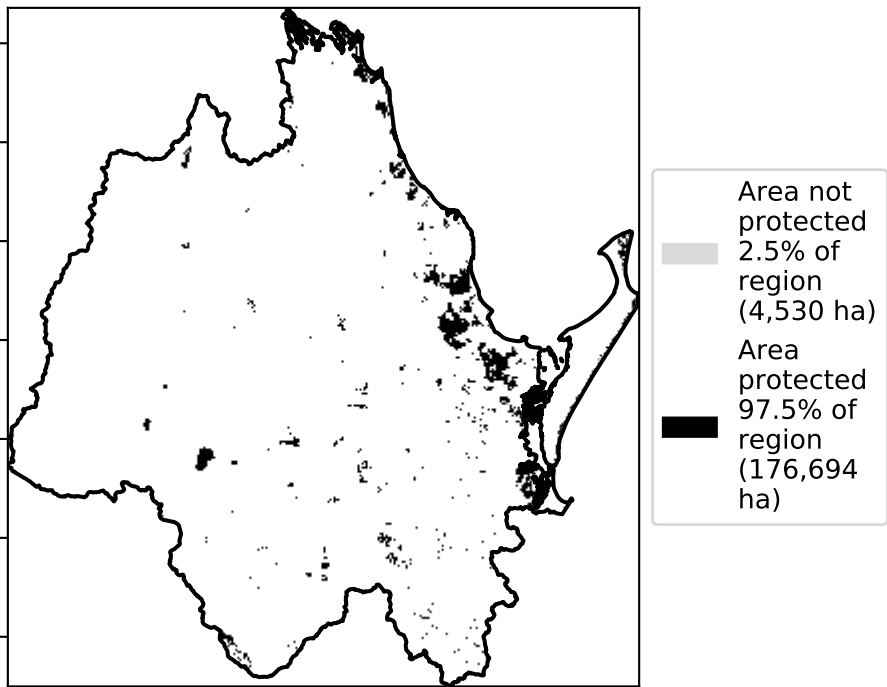 Area not
protected
2.5% of
region
(4,530 ha)
Area
protected
97.5% of
region
(176,694
ha)